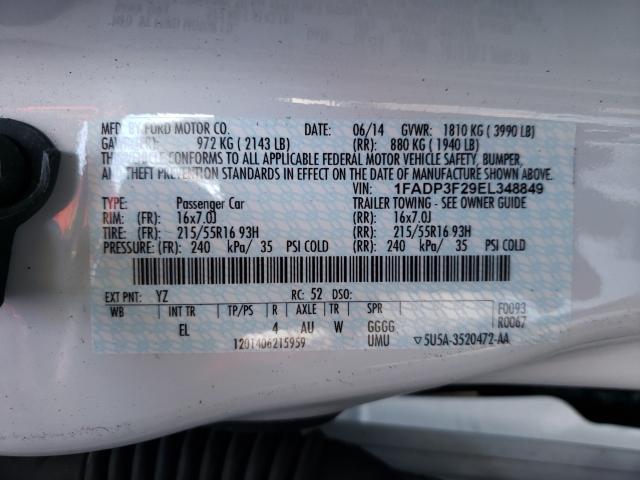 MFD. BY FORD MOTOR CO. DATE: 06/14 GVWR: 1810 KG ( 3990 LB)
972 KG ( 2143 LB) (RR): 880 KG ( 1940 LB)
THIS VEHICLE CONFORMS TO ALL APPLICABLE FEDERAL MOTOR VEHICLE SAFETY, BUMPER,
AND THEFT PREVENTION STANDARDS IN EFFECT ON THE DATE OF MANUFACTURE SHOWN ABOVE.
VIN: 1FADP3F29EL348849
TYPE: Passenger Car TRAILER TOWING - SEE OWNER GUIDE
RIM: (FR): 16x7.0J (RR): 16x7.0J
TIRE: (FR): 215/55R16 93H (RR): 215/55R16 93H
PRESSURE: (FR): 240 kPa/ 35 PSI COLD (RR): 240 kPa/ 35 PSI COLD
EXT PNT: YZ RC: 52 DSO: F0093
WB INT TR TP/PS R AXLE TR SPR R0067
EL 4 AU W GGGG
1201406215959 UMU ▽5U5A-3520472-AA